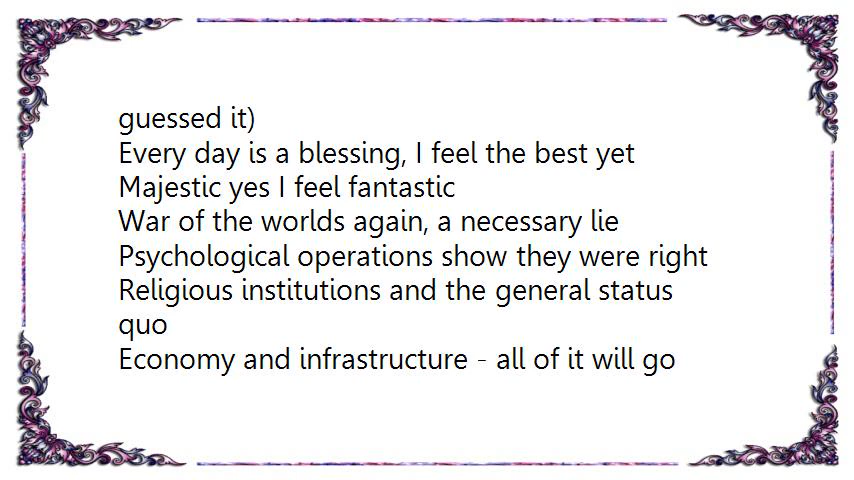 guessed it)
Every day is a blessing, I feel the best yet
Majestic yes I feel fantastic
War of the worlds again, a necessary lie
Psychological operations show they were right
Religious institutions and the general status
quo
Economy and infrastructure - all of it will go